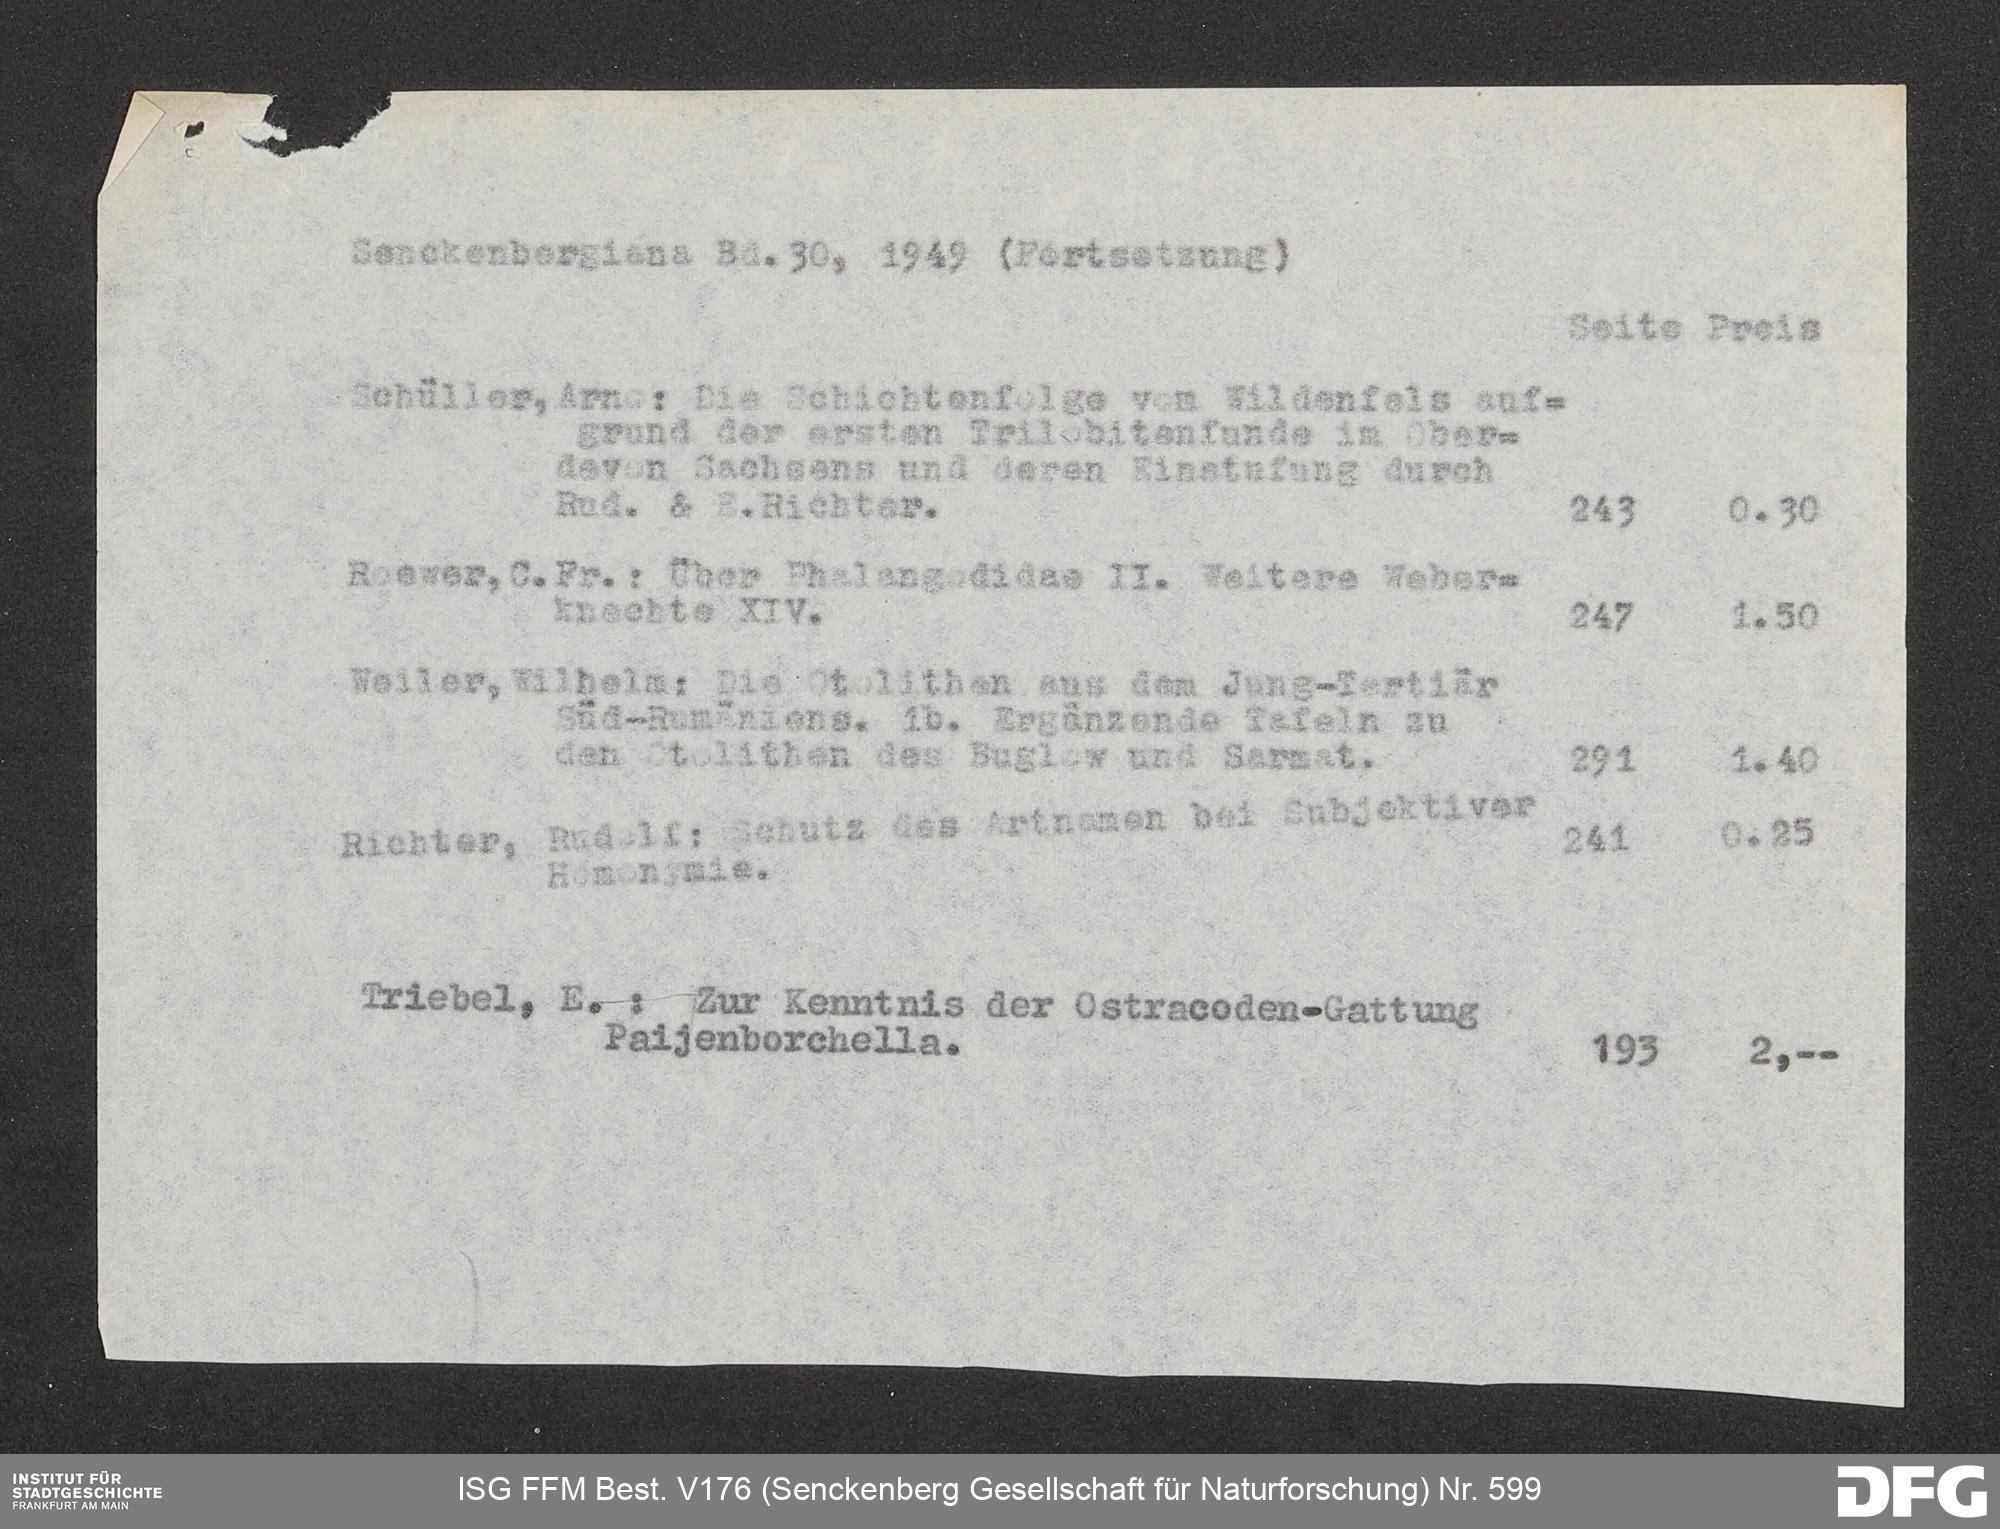 Senckenbergiana Bd. 30, 1949 (Fortsetzung)
Seite Preis
Schüller, Arno: Die Schichtenfolge vom Wildenfels auf=
grund der ersten Trilobitenfunde im Ober=
devon Sachsens und deren Einstufung durch
Rud. & E. Richter. 243 0.30
Roewer, C. Fr. : Über Phalangodidae II. Weitere Weber=
knechte XIV. 247 1.50
Weiler, Wilhelm: Die Otolithen aus dem Jung-Tertiär
Süd-Rumäniens. 1b. Ergänzende Tafeln zu
den Otolithen des Buglow und Sarmat. 291 1.40
Richter, Rudolf: Schutz des Artnamen bei Subjektiver 241 0.25
Homonymie.
Triebel, E. : Zur Kenntnis der Ostracoden-Gattung
Paijenborchella. 193 2,--
INSTITUT FÜR
STADTGESCHICHTE
FRANKFURT AM MAIN
ISG FFM Best. V176 (Senckenberg Gesellschaft für Naturforschung) Nr. 599
DFG